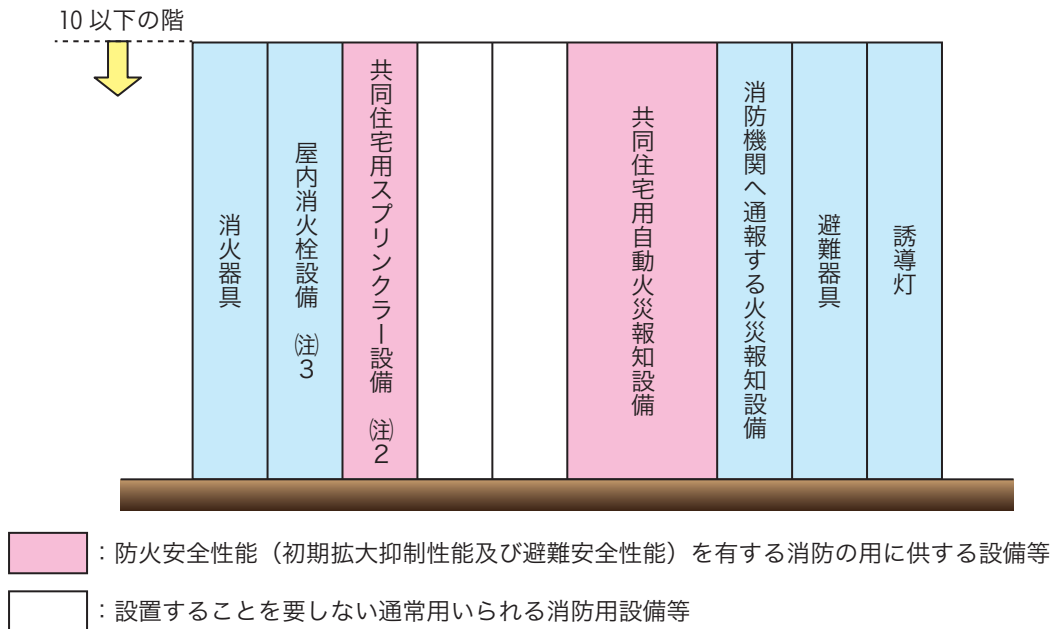 10 以下の階
消火器具
屋内消火栓設備 ㈟3
共同住宅用スプリンクラー設備 ㈟2
共同住宅用自動火災報知設備
消防機関へ通報する火災報知設備
避難器具
誘導灯
：防火安全性能（初期拡大抑制性能及び避難安全性能）を有する消防の用に供する設備等
：設置することを要しない通常用いられる消防用設備等